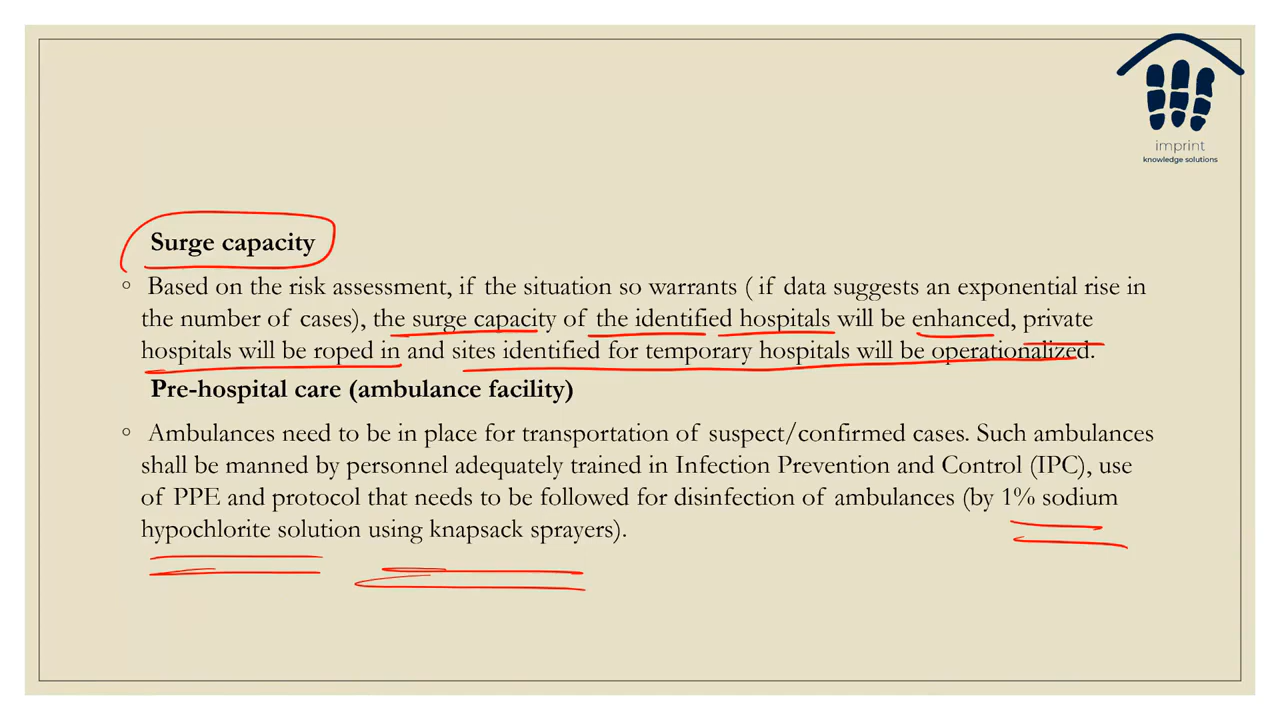 imprint
knowledge solutions
Surge capacity
◦ Based on the risk assessment, if the situation so warrants ( if data suggests an exponential rise in
the number of cases), the surge capacity of the identified hospitals will be enhanced, private
hospitals will be roped in and sites identified for temporary hospitals will be operationalized.
Pre-hospital care (ambulance facility)
◦ Ambulances need to be in place for transportation of suspect/confirmed cases. Such ambulances
shall be manned by personnel adequately trained in Infection Prevention and Control (IPC), use
of PPE and protocol that needs to be followed for disinfection of ambulances (by 1% sodium
hypochlorite solution using knapsack sprayers).